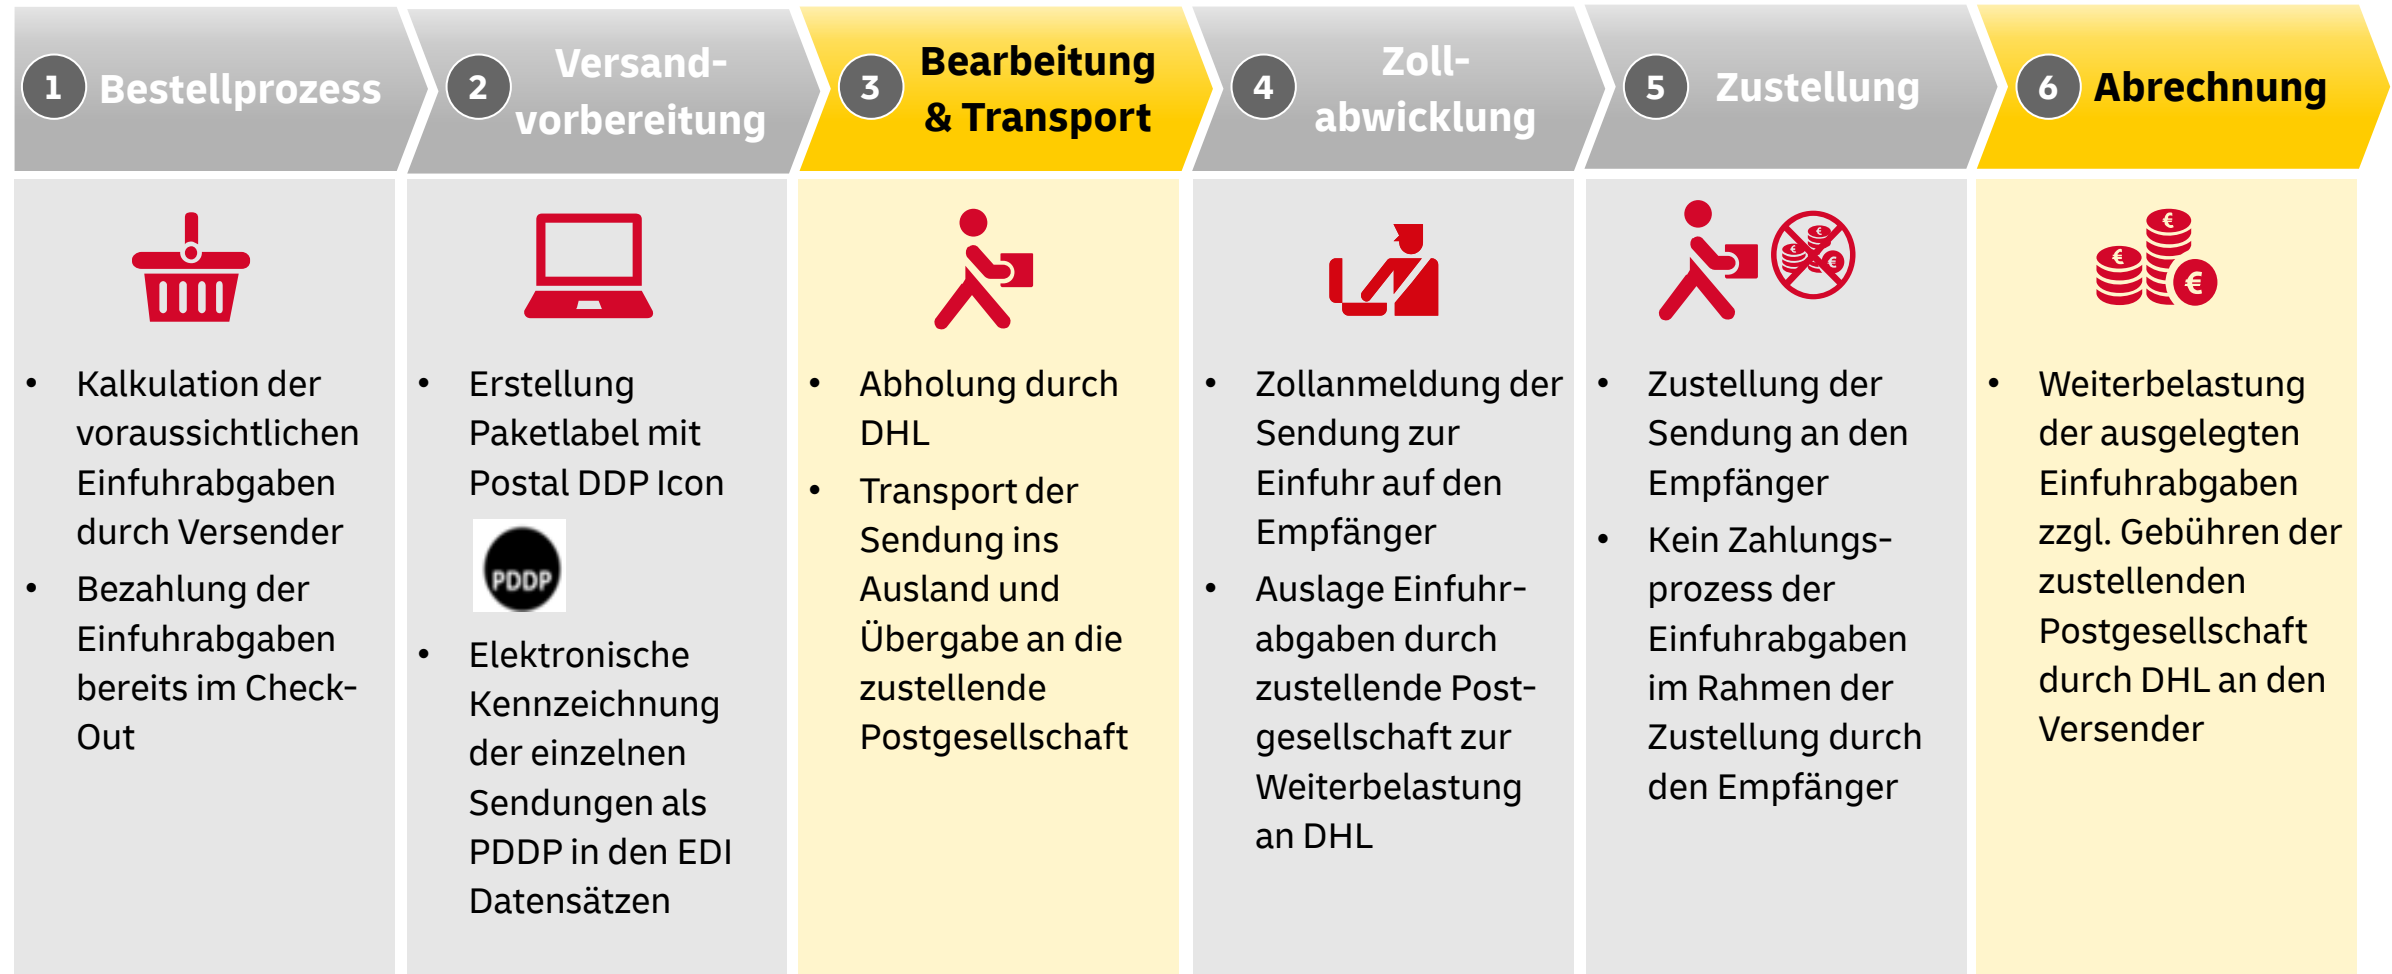 1 Bestellprozess
2 Versand-
vorbereitung
3 Bearbeitung
& Transport
4 Zoll-
abwicklung
5 Zustellung
6 Abrechnung
• Kalkulation der
voraussichtlichen
Einfuhrabgaben
durch Versender
• Bezahlung der
Einfuhrabgaben
bereits im Check-
Out
• Erstellung
Paketlabel mit
Postal DDP Icon
PDDP
• Elektronische
Kennzeichnung
der einzelnen
Sendungen als
PDDP in den EDI
Datensätzen
• Abholung durch
DHL
• Transport der
Sendung ins
Ausland und
Übergabe an die
zustellende
Postgesellschaft
• Zollanmeldung der
Sendung zur
Einfuhr auf den
Empfänger
• Auslage Einfuhr-
abgaben durch
zustellende Post-
gesellschaft zur
Weiterbelastung
an DHL
€ € €
• Zustellung der
Sendung an den
Empfänger
• Kein Zahlungs-
prozess der
Einfuhrabgaben
im Rahmen der
Zustellung durch
den Empfänger
€ € €
• Weiterbelastung
der ausgelegten
Einfuhrabgaben
zzgl. Gebühren der
zustellenden
Postgesellschaft
durch DHL an den
Versender